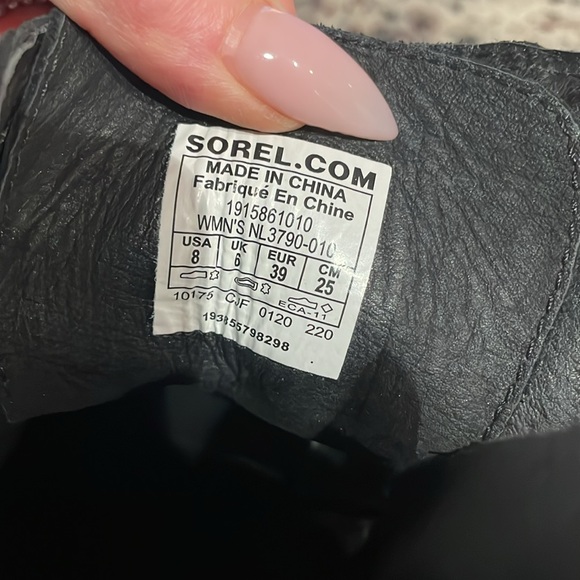 SOREL.COM
MADE IN CHINA
Fabriqué En Chine
1915861010
WMN'S NL3790-010
USA UK EUR CM
8 6 39 25
ECA-11
10175 0120 220